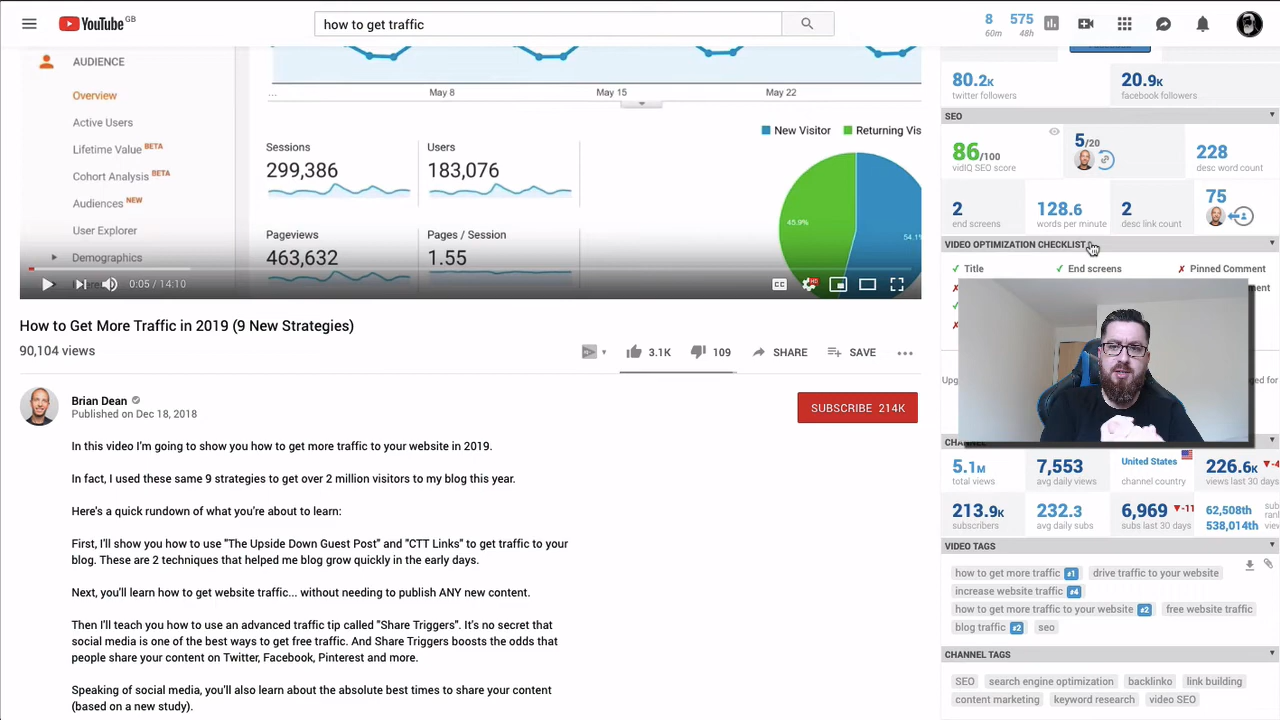 YouTube GB
how to get traffic
8 575
60m 48h
AUDIENCE
Overview
Active Users
Lifetime Value BETA
Cohort Analysis BETA
Audiences NEW
User Explorer
Demographics
... May 8 May 15 May 22
New Visitor Returning Vis
Sessions Users
299,386 183,076
Pageviews Pages / Session
463,632 1.55
45.9% 54.1
0:05 / 14:10
CC HD
How to Get More Traffic in 2019 (9 New Strategies)
90,104 views
3.1K 109 SHARE SAVE
Brian Dean
Published on Dec 18, 2018
SUBSCRIBE 214K
In this video I'm going to show you how to get more traffic to your website in 2019.
In fact, I used these same 9 strategies to get over 2 million visitors to my blog this year.
Here's a quick rundown of what you're about to learn:
First, I'll show you how to use "The Upside Down Guest Post" and "CTT Links" to get traffic to your
blog. These are 2 techniques that helped me blog grow quickly in the early days.
Next, you'll learn how to get website traffic... without needing to publish ANY new content.
Then I'll teach you how to use an advanced traffic tip called "Share Triggers". It's no secret that
social media is one of the best ways to get free traffic. And Share Triggers boosts the odds that
people share your content on Twitter, Facebook, Pinterest and more.
Speaking of social media, you'll also learn about the absolute best times to share your content
(based on a new study).
80.2K 20.9K
twitter followers facebook followers
SEO
86/100 5/20 228
vidIQ SEO score desc word count
2 128.6 2 75
end screens words per minute desc link count
VIDEO OPTIMIZATION CHECKLIST
Title End screens Pinned Comment
ment
Upg ged for
CHANNEL
5.1M 7,553 United States 226.6K -4
total views avg daily views channel country views last 30 days
213.9K 232.3 6,969 -11 62,508th sub
subscribers avg daily subs subs last 30 days 538,014th
VIDEO TAGS
how to get more traffic #1 drive traffic to your website
increase website traffic #4
how to get more traffic to your website #2 free website traffic
blog traffic #2 seo
CHANNEL TAGS
SEO search engine optimization backlinko link building
content marketing keyword research video SEO